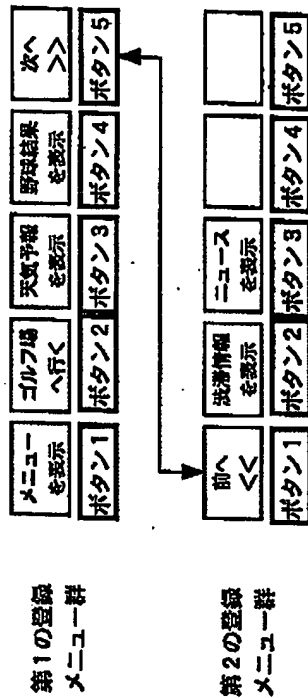 第1の登録
メニュー群
メニュー
を表示
ゴルフ場
へ行く
天気予報
を表示
野球結果
を表示
次へ
>>
ボタン1
ボタン2
ボタン3
ボタン4
ボタン5
第2の登録
メニュー群
前へ
<<
渋滞情報
を表示
ニュース
を表示
ボタン1
ボタン2
ボタン3
ボタン4
ボタン5